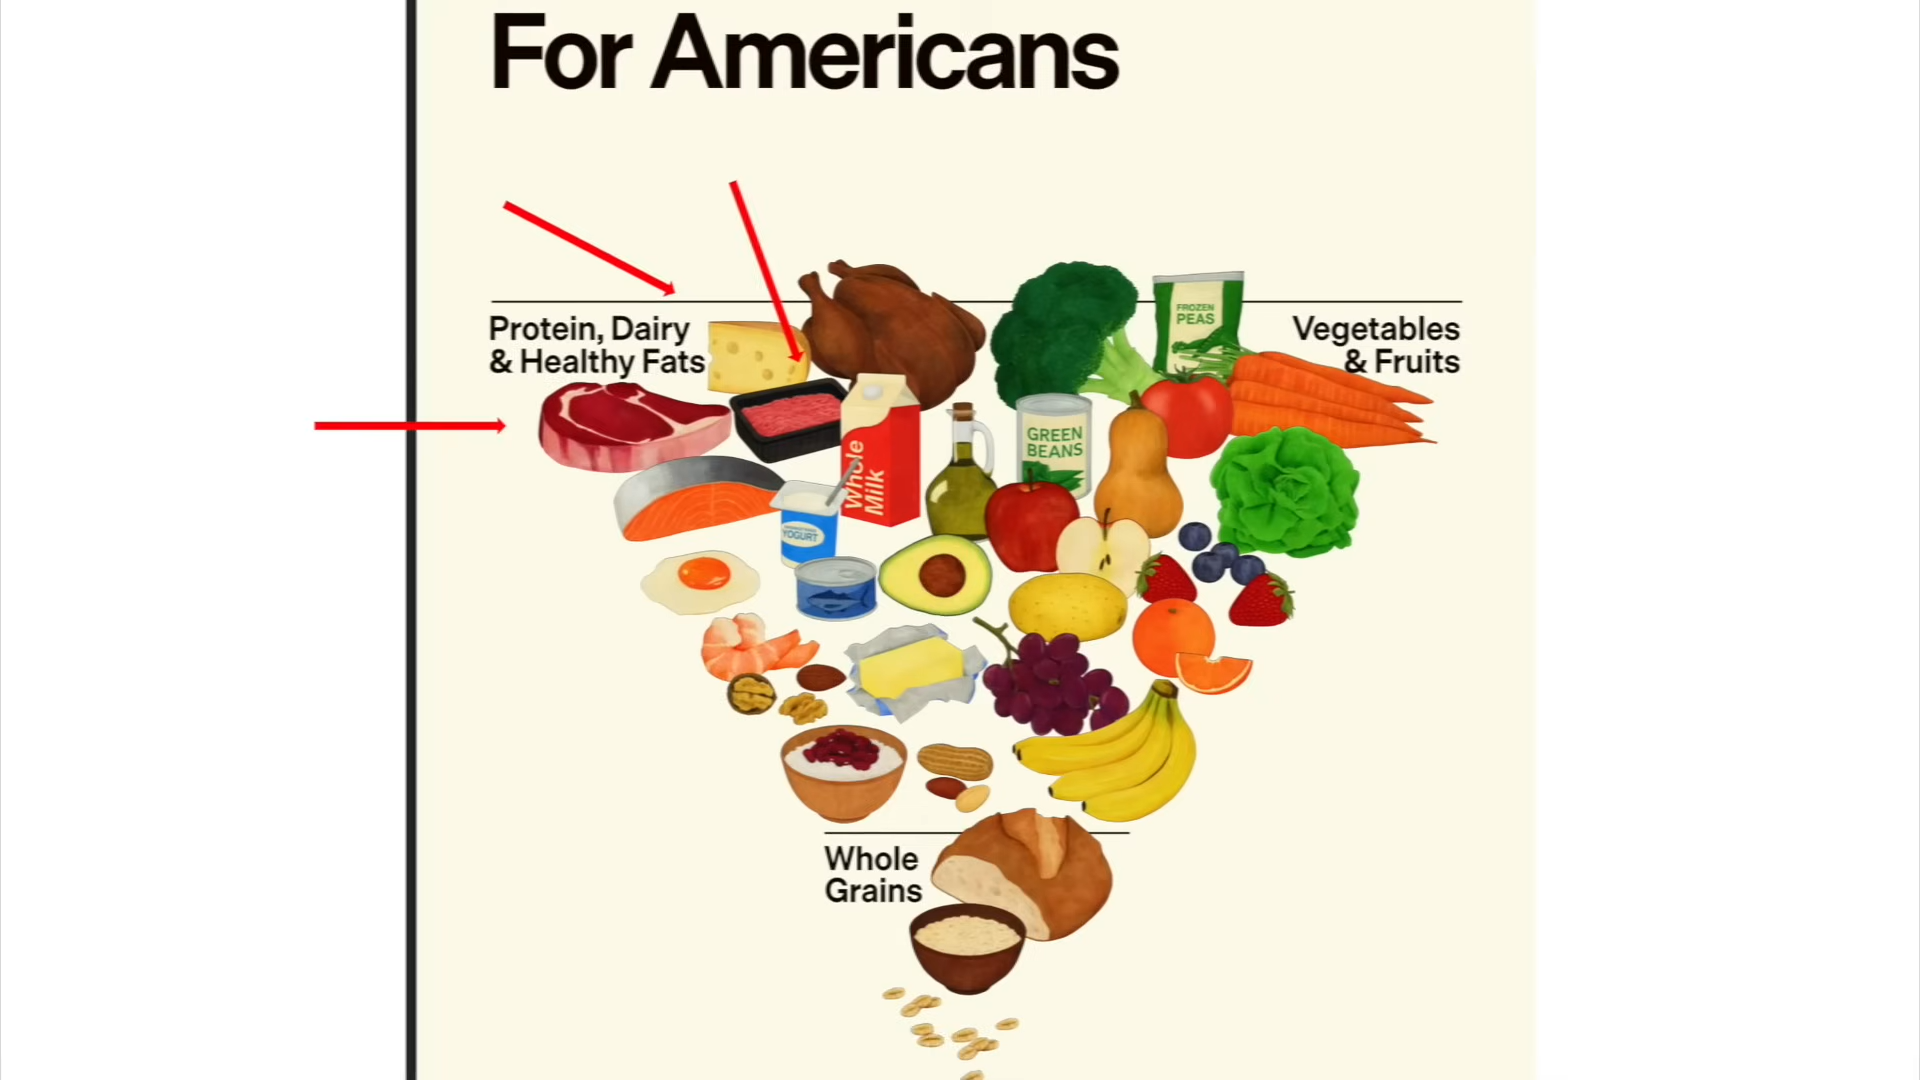 For Americans
Protein, Dairy
& Healthy Fats
Vegetables
& Fruits
FROZEN
PEAS
GREEN
BEANS
Whole
Milk
YOGURT
Whole
Grains